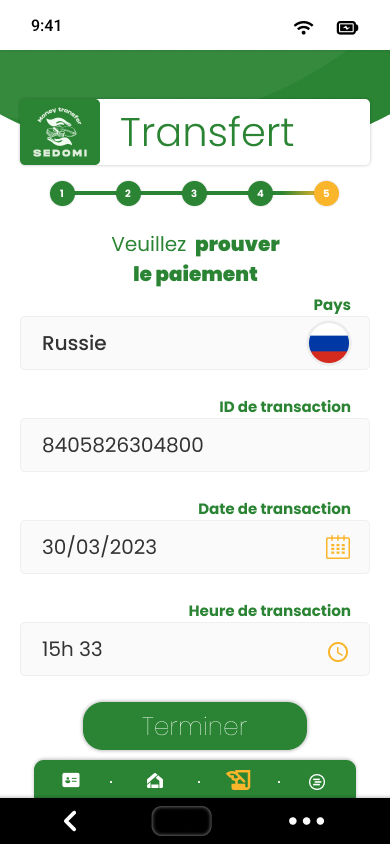 9:41
Money transfer
SEDOMI
Transfert
1 2 3 4 5
Veuillez prouver
le paiement
Pays
Russie
ID de transaction
8405826304800
Date de transaction
30/03/2023
Heure de transaction
15h 33
Terminer